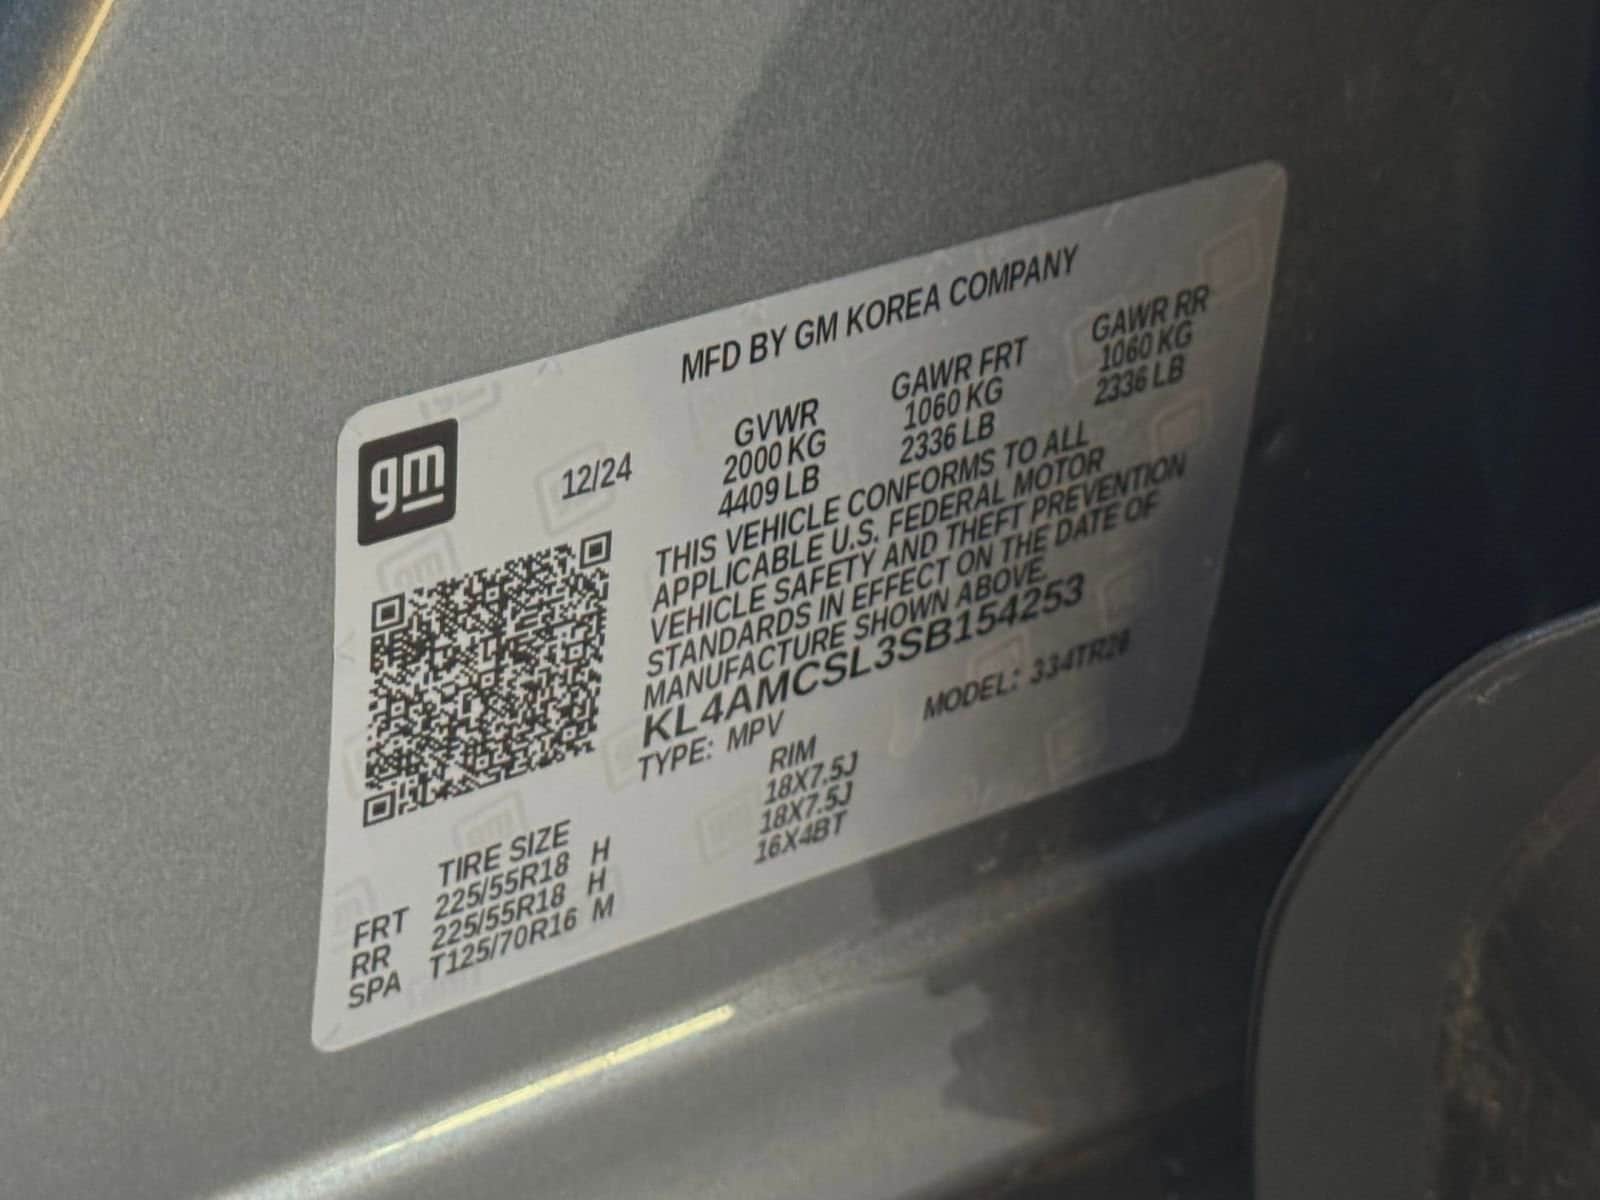 MFD BY GM KOREA COMPANY
gm
12/24
GVWR GAWR FRT GAWR RR
2000 KG 1060 KG 1060 KG
4409 LB 2336 LB 2336 LB
THIS VEHICLE CONFORMS TO ALL
APPLICABLE U.S. FEDERAL MOTOR
VEHICLE SAFETY AND THEFT PREVENTION
STANDARDS IN EFFECT ON THE DATE OF
MANUFACTURE SHOWN ABOVE.
KL4AMCSL3SB154253
TYPE: MPV MODEL: 334TR26
TIRE SIZE RIM
FRT 225/55R18 H 18X7.5J
RR 225/55R18 H 18X7.5J
SPA T125/70R16 M 16X4BT